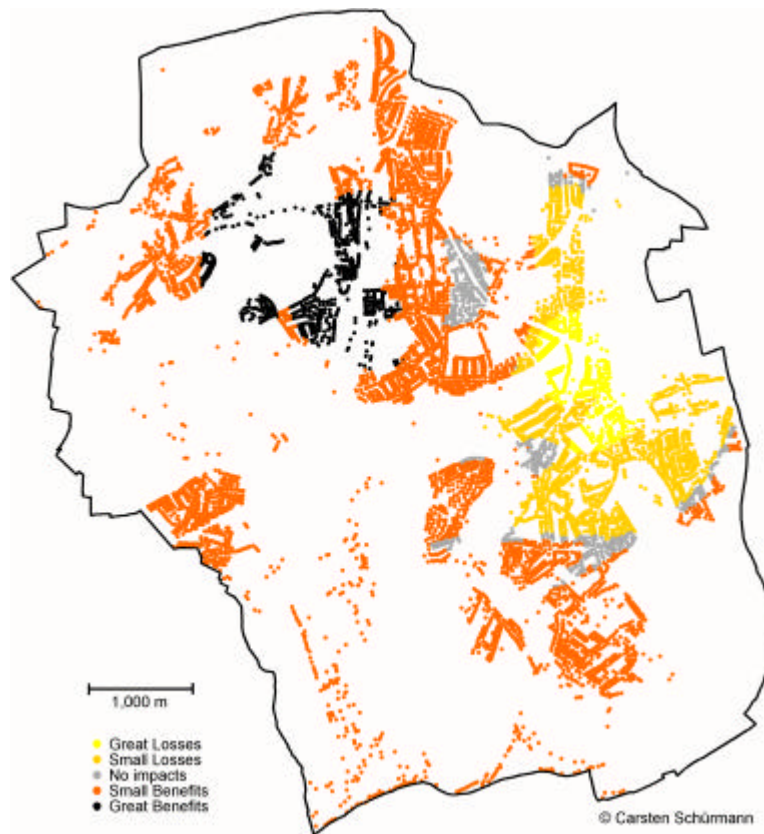 1,000 m
Great Losses
Small Losses
No impacts
Small Benefits
Great Benefits
© Carsten Schürmann